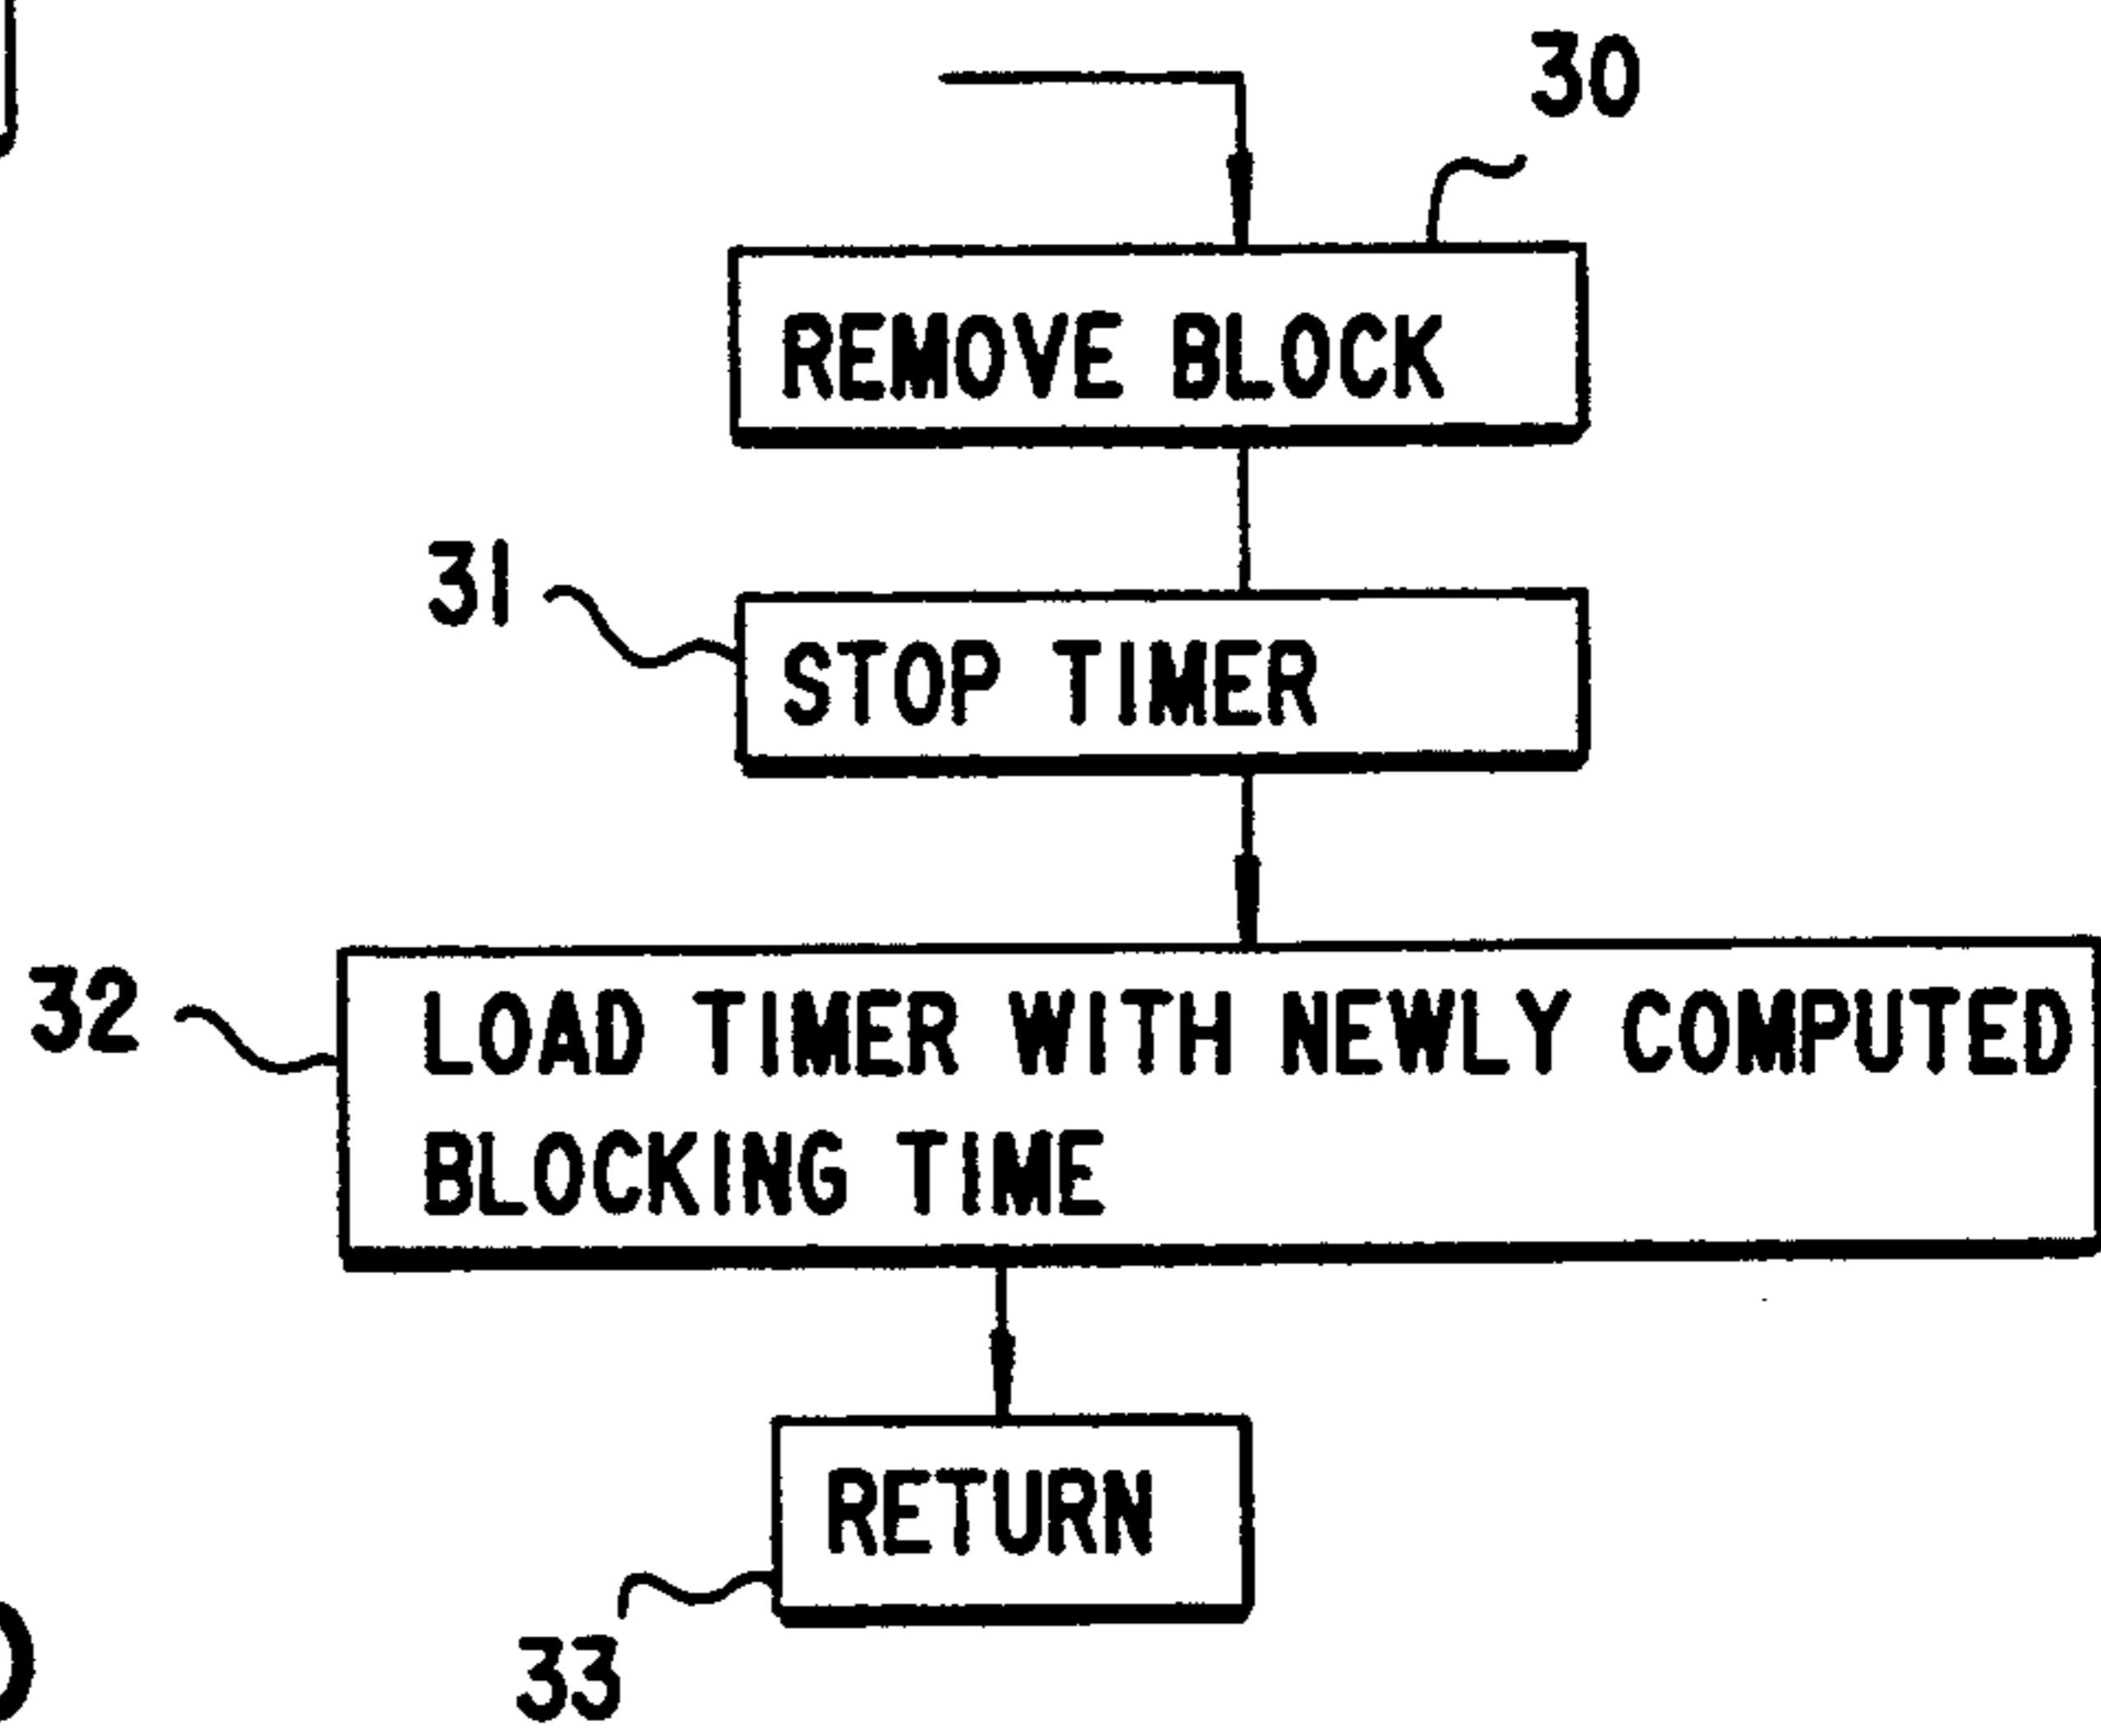 30
REMOVE BLOCK
31
STOP TIMER
32
LOAD TIMER WITH NEWLY COMPUTED
BLOCKING TIME
RETURN
33